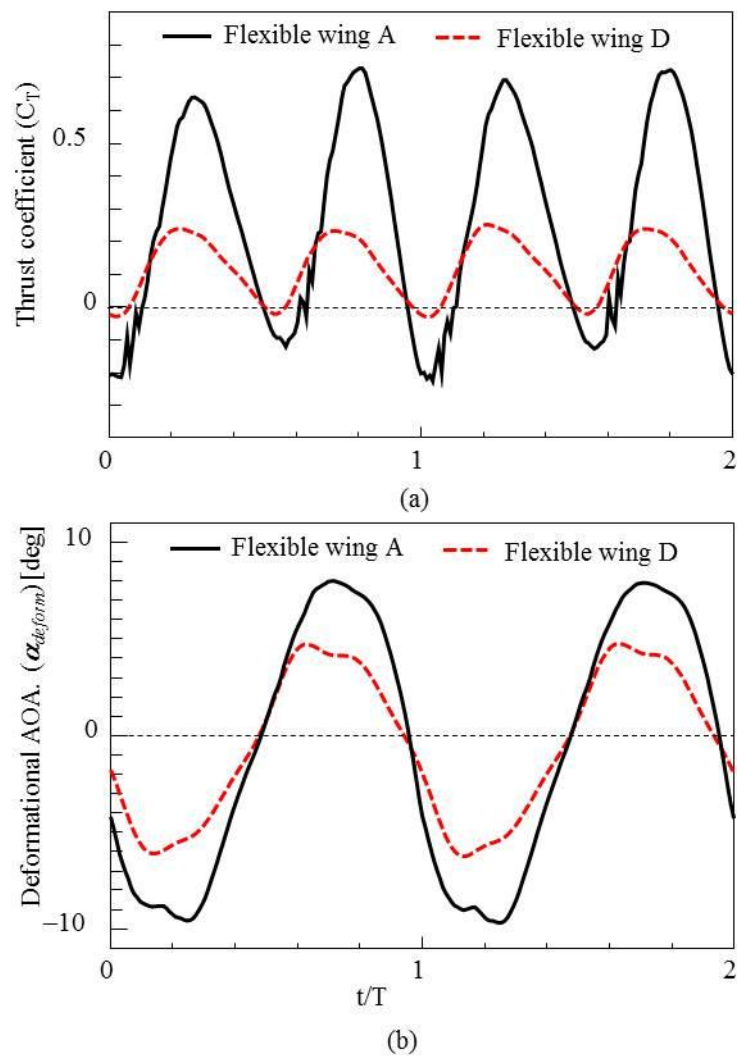 Flexible wing A
Flexible wing D
Thrust coefficient (C_T)
0.5
0
0
1
2
(a)
Flexible wing A
Flexible wing D
Deformational AOA. (α_deform) [deg]
10
0
−10
0
1
2
t/T
(b)